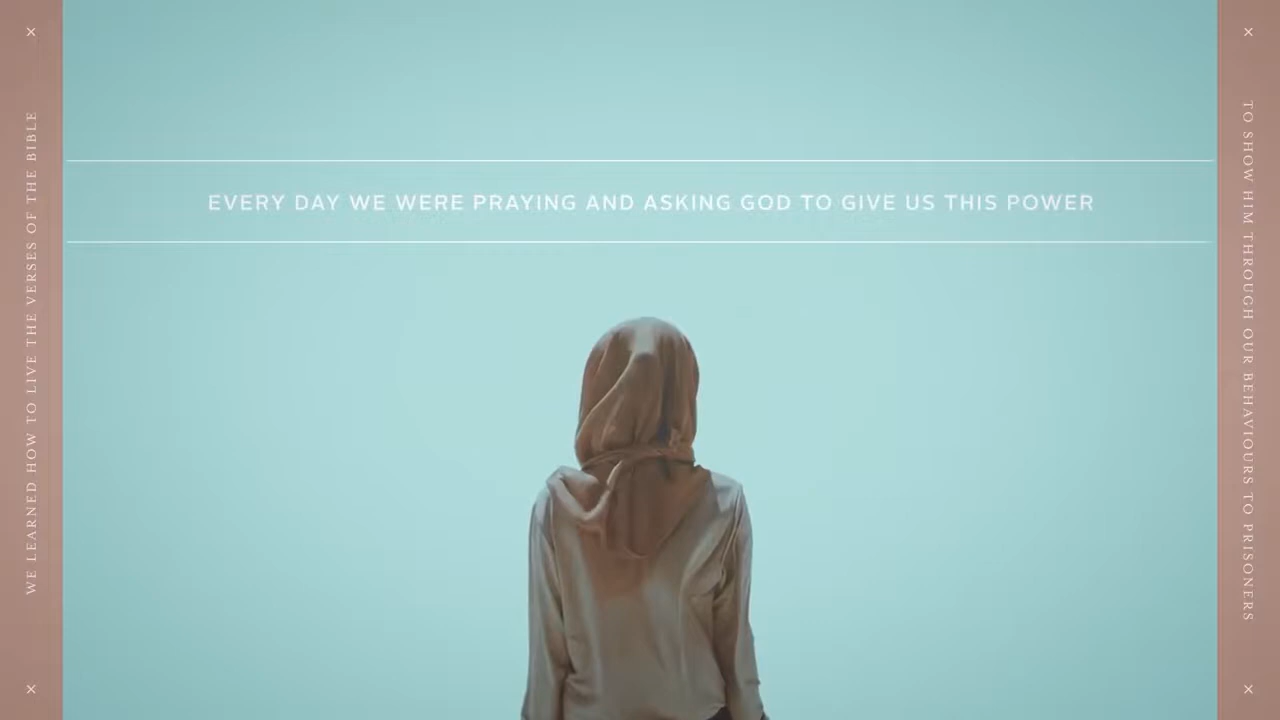 WE LEARNED HOW TO LIVE THE VERSES OF THE BIBLE
EVERY DAY WE WERE PRAYING AND ASKING GOD TO GIVE US THIS POWER
TO SHOW HIM THROUGH OUR BEHAVIOURS TO PRISONERS